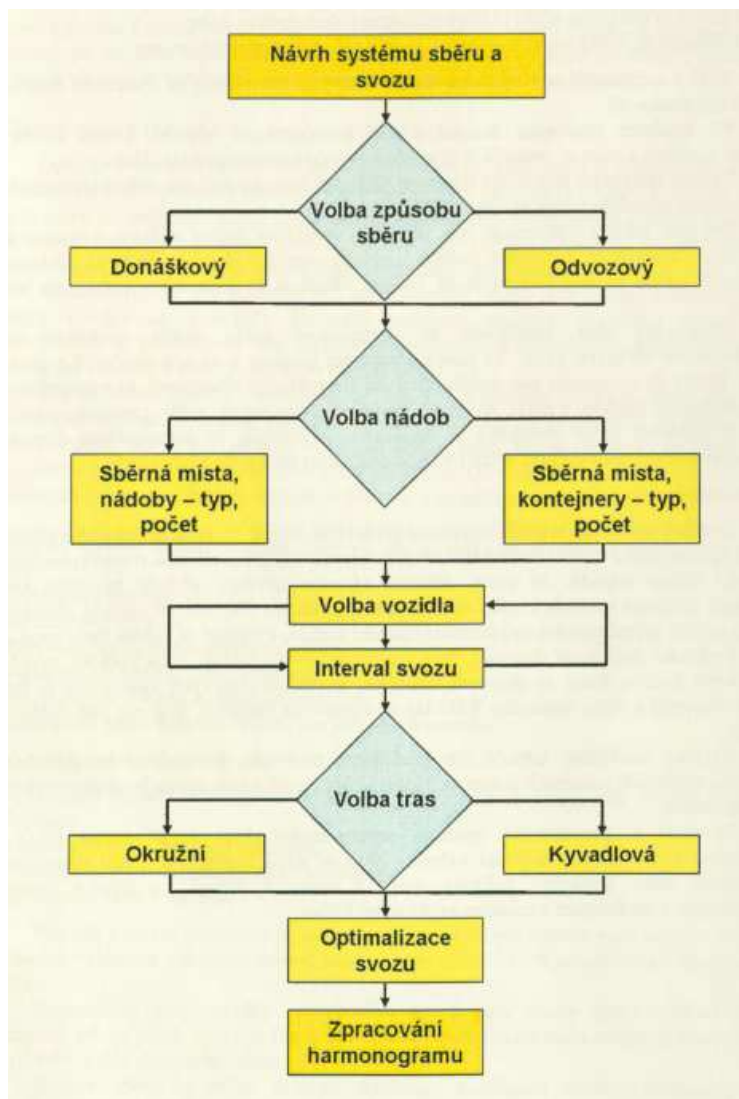 Návrh systému sběru a
svozu
Volba způsobu
sběru
Donáškový
Odvozový
Volba nádob
Sběrná místa,
nádoby – typ,
počet
Sběrná místa,
kontejnery – typ,
počet
Volba vozidla
Interval svozu
Volba tras
Okružní
Kyvadlová
Optimalizace
svozu
Zpracování
harmonogramu